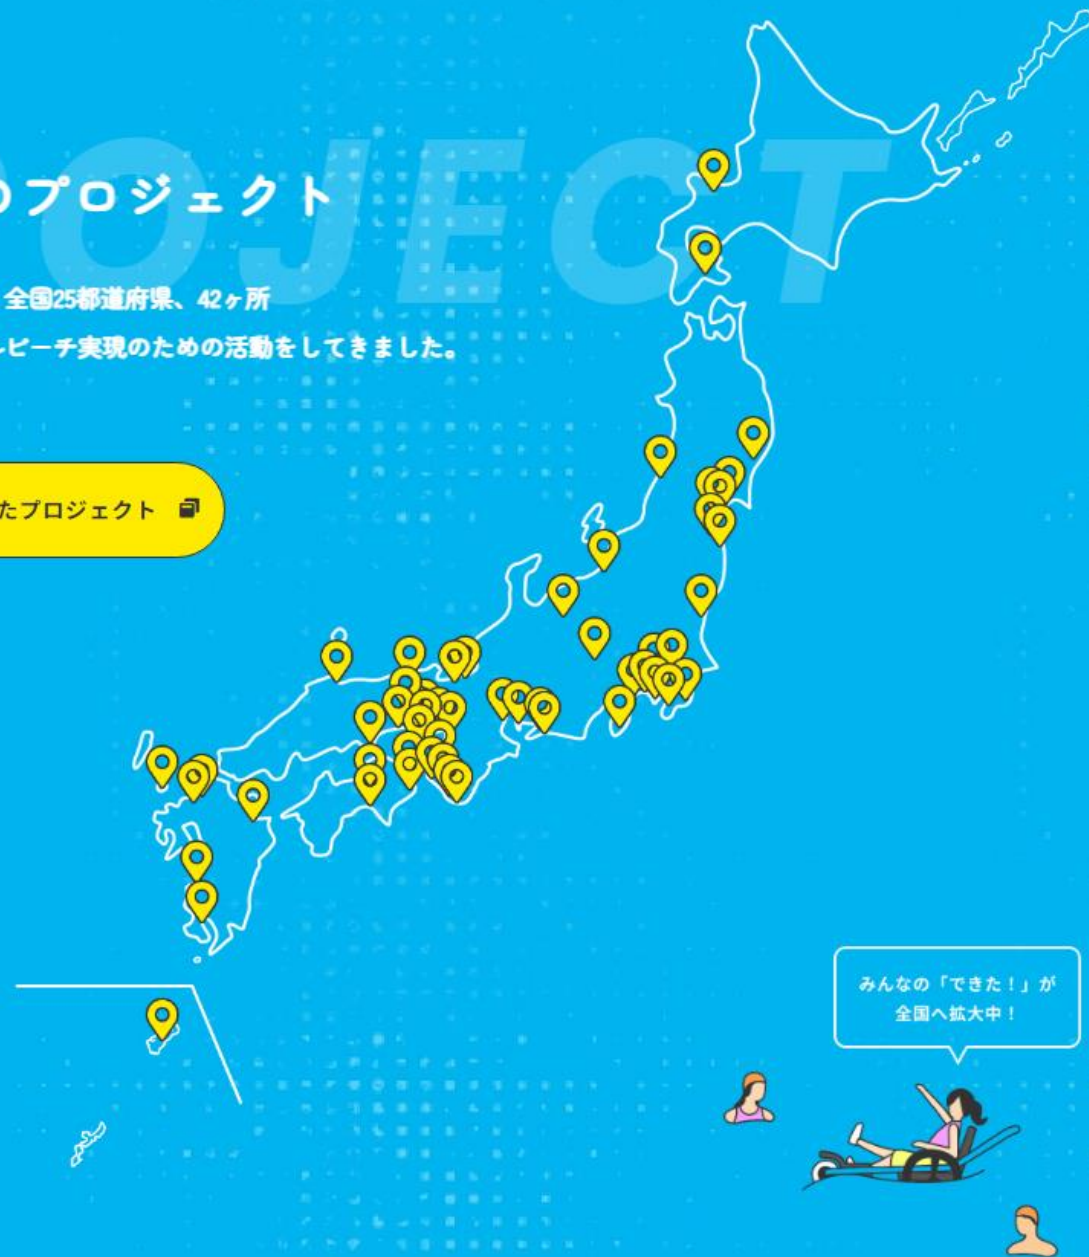 OJECT
のプロジェクト
全国25都道府県、42ヶ所
ルビーチ実現のための活動をしてきました。
たプロジェクト
みんなの「できた!」が
全国へ拡大中!